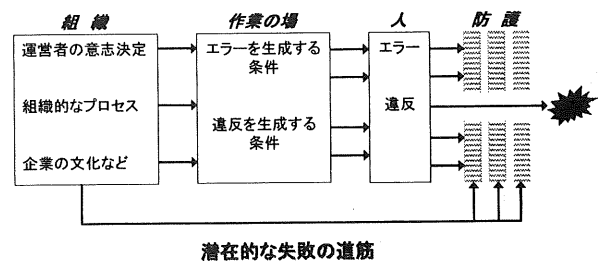 組織 作業の場 人 防護
運営者の意志決定
組織的なプロセス
企業の文化など
エラーを生成する
条件
違反を生成する
条件
エラー
違反
潜在的な失敗の道筋